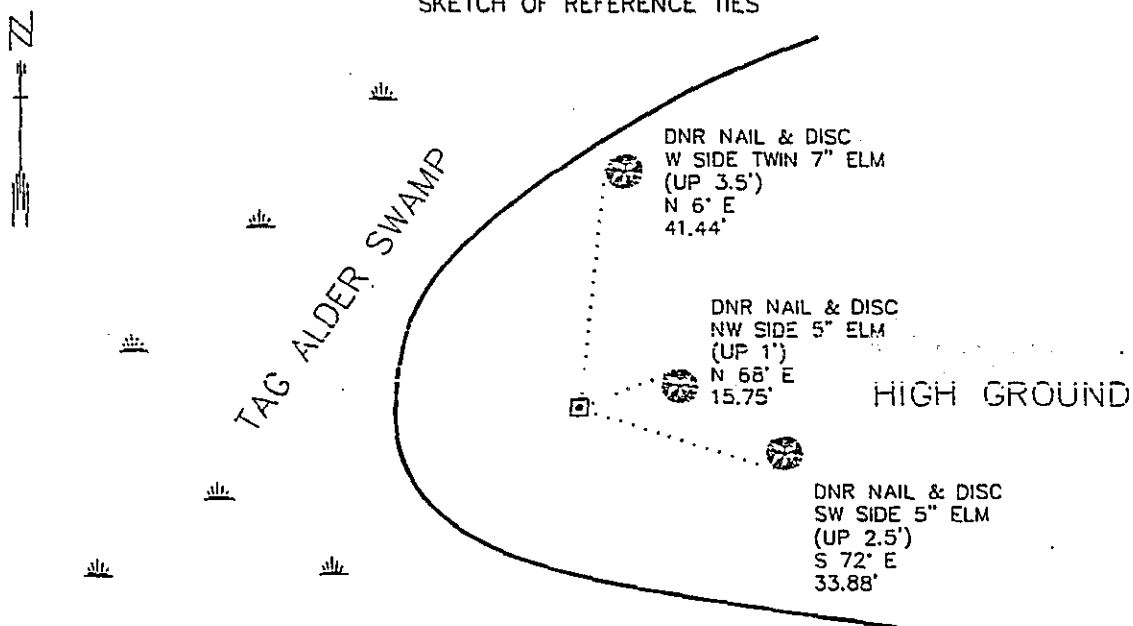 SKETCH OF REFERENCE TIES
N
DNR NAIL & DISC
W SIDE TWIN 7" ELM
(UP 3.5')
N 6° E
41.44'
TAG ALDER SWAMP
DNR NAIL & DISC
NW SIDE 5" ELM
(UP 1')
N 68° E
15.75'
HIGH GROUND
DNR NAIL & DISC
SW SIDE 5" ELM
(UP 2.5')
S 72° E
33.88'